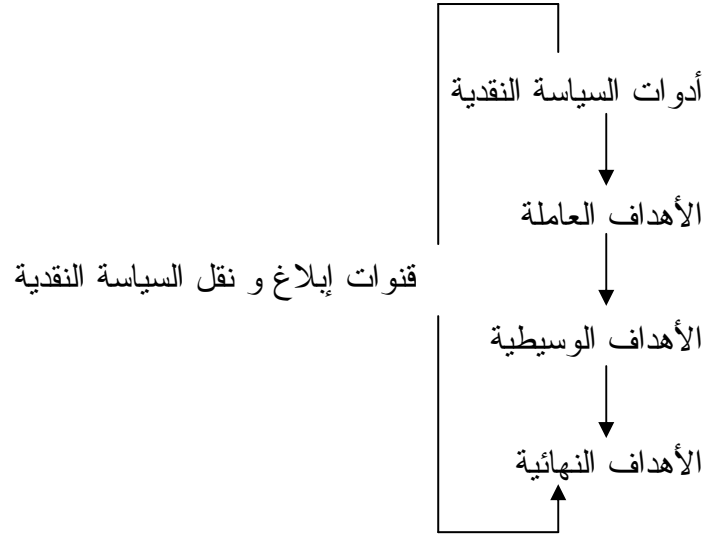 أدوات السياسة النقدية
الأهداف العاملة
قنوات إبلاغ و نقل السياسة النقدية
الأهداف الوسيطية
الأهداف النهائية